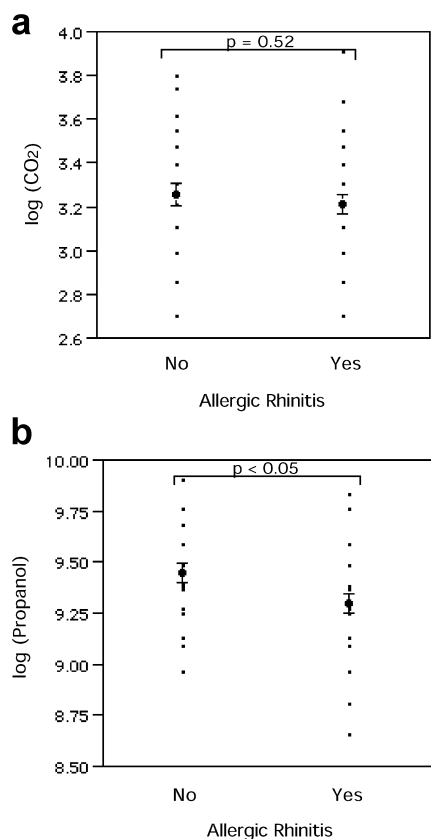 a
4.0
p = 0.52
3.8
3.6
3.4
3.2
3.0
2.8
2.6
log (CO2)
No Yes
Allergic Rhinitis
b
10.00
p < 0.05
9.75
9.50
9.25
9.00
8.75
8.50
log (Propanol)
No Yes
Allergic Rhinitis